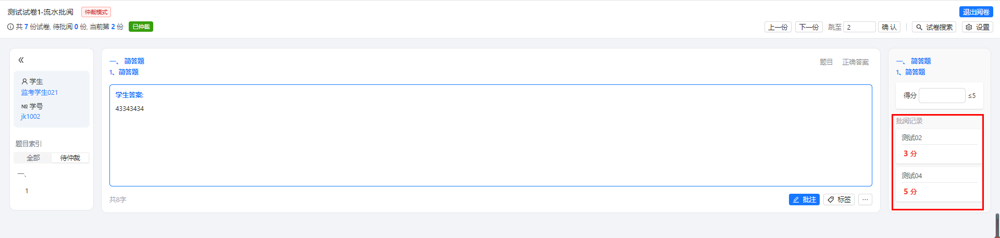 测试试卷1-流水批阅 仲裁模式 退出阅卷
共 7 份试卷, 待批阅 0 份, 当前第 2 份 已仲裁 上一份 下一份 跳至 2 确 认 试卷搜索 设置
学生
监考学生021
№ 学号
jk1002
题目索引
全部 待仲裁
一、
1
一、 简答题 题目 正确答案
1、简答题
学生答案:
43343434
共8字 批注 标签 ...
一、 简答题
1、简答题
得分 ≤5
批阅记录
测试02
3 分
测试04
5 分